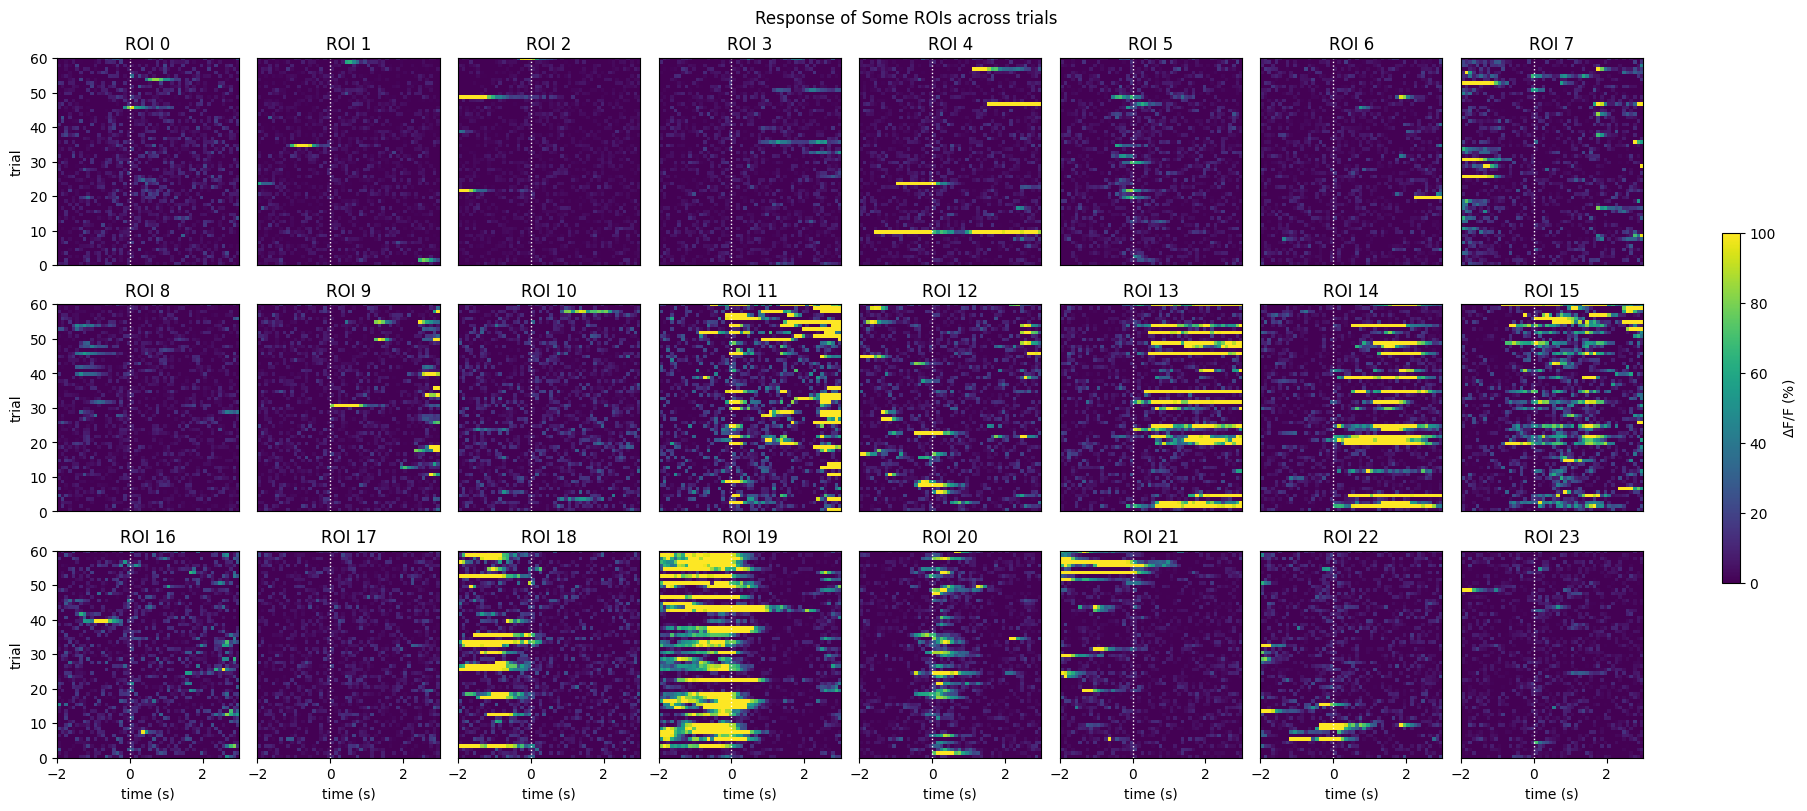 Response of Some ROIs across trials
ROI 0 ROI 1 ROI 2 ROI 3 ROI 4 ROI 5 ROI 6 ROI 7
60
50
40
30
20
10
0
trial
ROI 8 ROI 9 ROI 10 ROI 11 ROI 12 ROI 13 ROI 14 ROI 15
60
50
40
30
20
10
0
trial
ROI 16 ROI 17 ROI 18 ROI 19 ROI 20 ROI 21 ROI 22 ROI 23
60
50
40
30
20
10
0
trial
−2 0 2 −2 0 2 −2 0 2 −2 0 2 −2 0 2 −2 0 2 −2 0 2 −2 0 2
time (s) time (s) time (s) time (s) time (s) time (s) time (s) time (s)
100
80
60
40
20
0
ΔF/F (%)